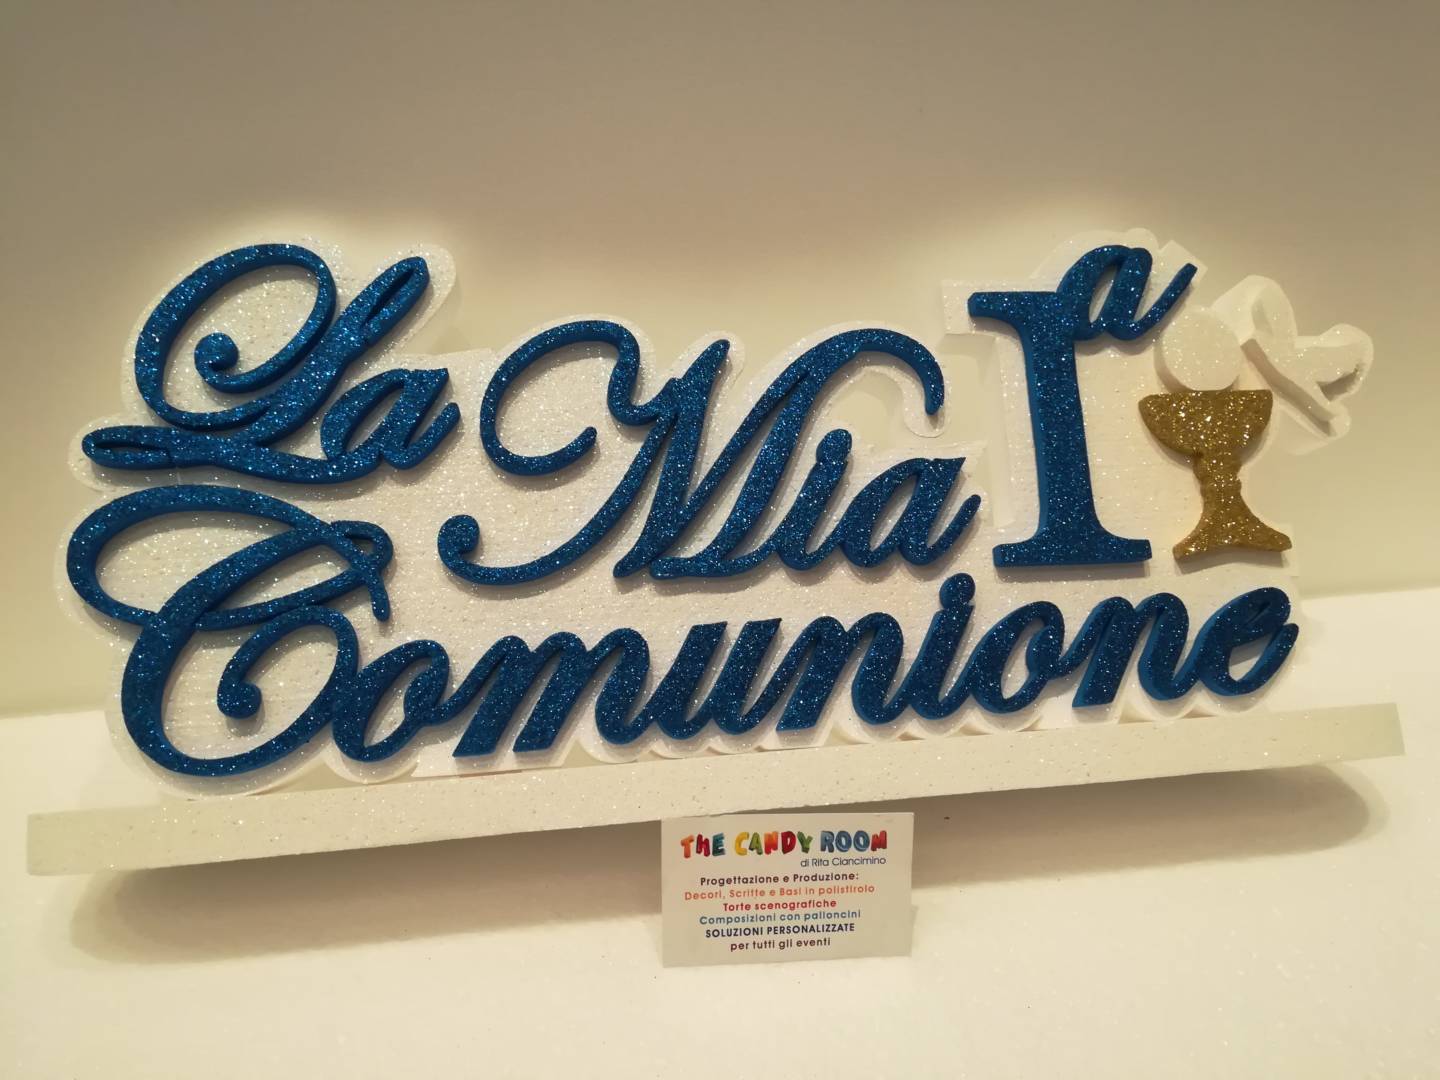 La Mia Iª
Comunione
THE CANDY ROOM
di Rita Ciancimino
Progettazione e Produzione:
Decori, Scritte e Basi in polistirolo
Torte scenografiche
Composizioni con palloncini
SOLUZIONI PERSONALIZZATE
per tutti gli eventi